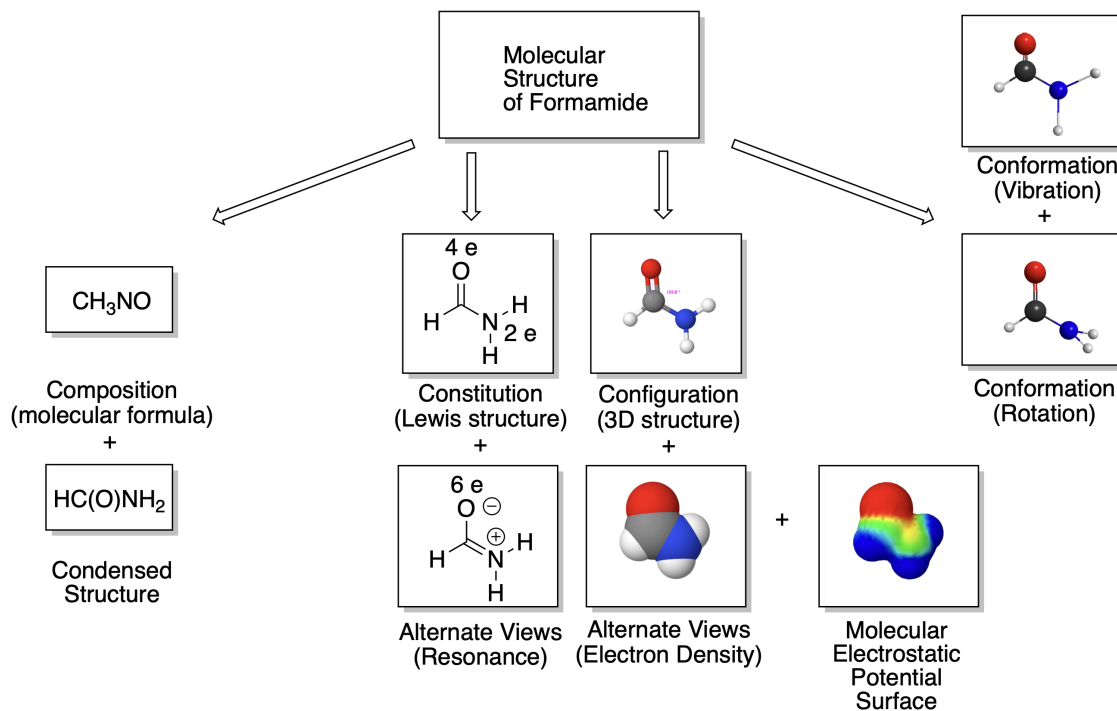 Molecular
Structure
of Formamide
Conformation
(Vibration)
+
CH₃NO
Composition
(molecular formula)
+
HC(O)NH₂
Condensed
Structure
4 e
O
H
H
N
2 e
H
Constitution
(Lewis structure)
+
6 e
O
⊖
⊕
H
H
N
H
Alternate Views
(Resonance)
Configuration
(3D structure)
+
Alternate Views
(Electron Density)
+
Molecular
Electrostatic
Potential
Surface
Conformation
(Rotation)